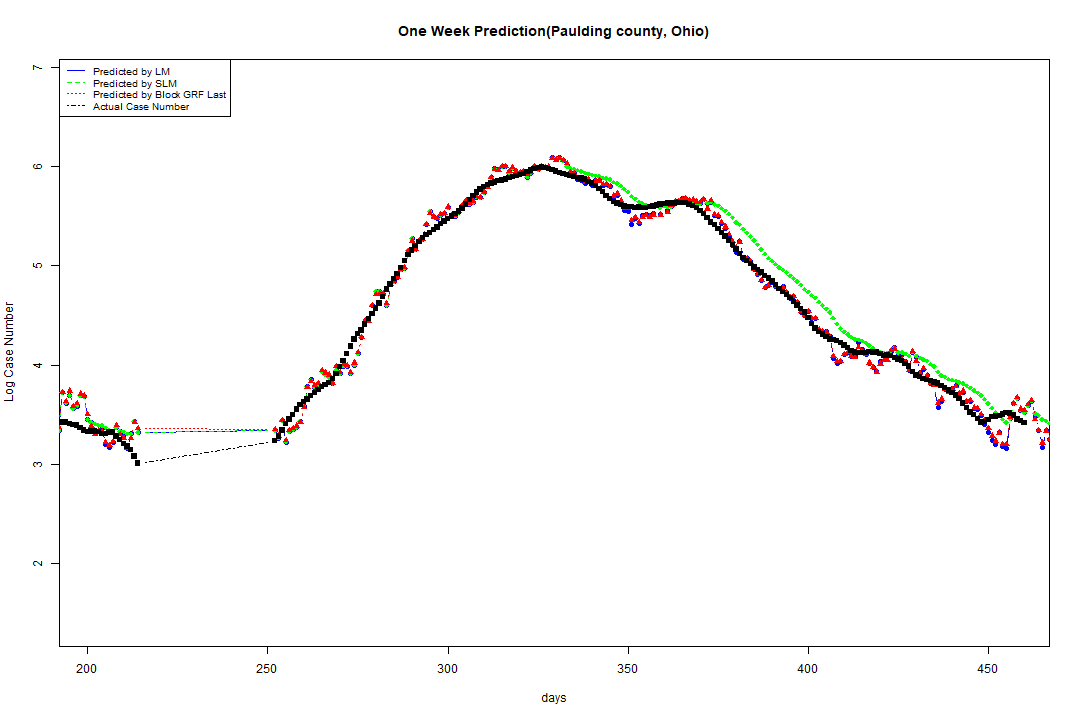 One Week Prediction(Paulding county, Ohio)
Predicted by LM
Predicted by SLM
Predicted by Block GRF Last
Actual Case Number
7
6
5
4
3
2
Log Case Number
200 250 300 350 400 450
days